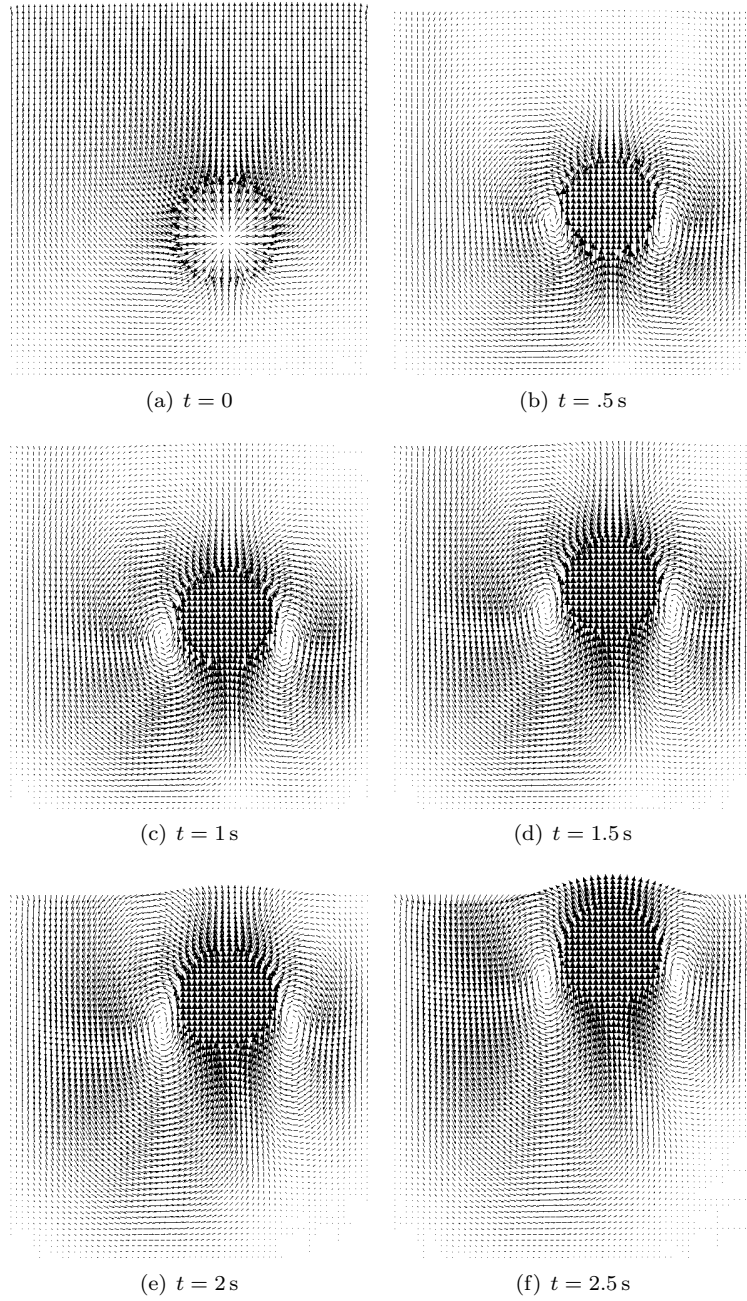 (a) t = 0
(b) t = .5 s
(c) t = 1 s
(d) t = 1.5 s
(e) t = 2 s
(f) t = 2.5 s